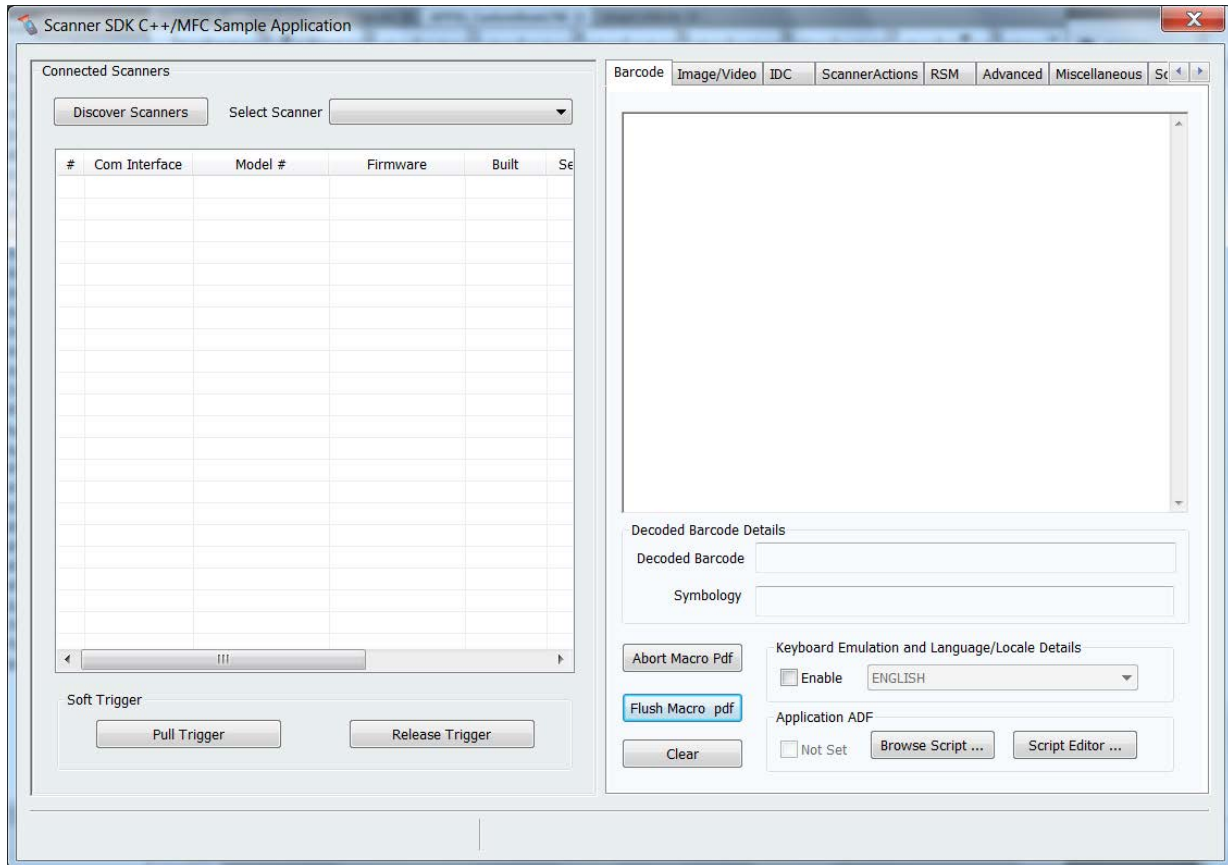 Scanner SDK C++/MFC Sample Application
Connected Scanners
Discover Scanners
Select Scanner
# Com Interface Model # Firmware Built Se
Soft Trigger
Pull Trigger
Release Trigger
Barcode Image/Video IDC ScannerActions RSM Advanced Miscellaneous Sc
Decoded Barcode Details
Decoded Barcode
Symbology
Abort Macro Pdf
Flush Macro pdf
Clear
Keyboard Emulation and Language/Locale Details
Enable ENGLISH
Application ADF
Not Set Browse Script ... Script Editor ...